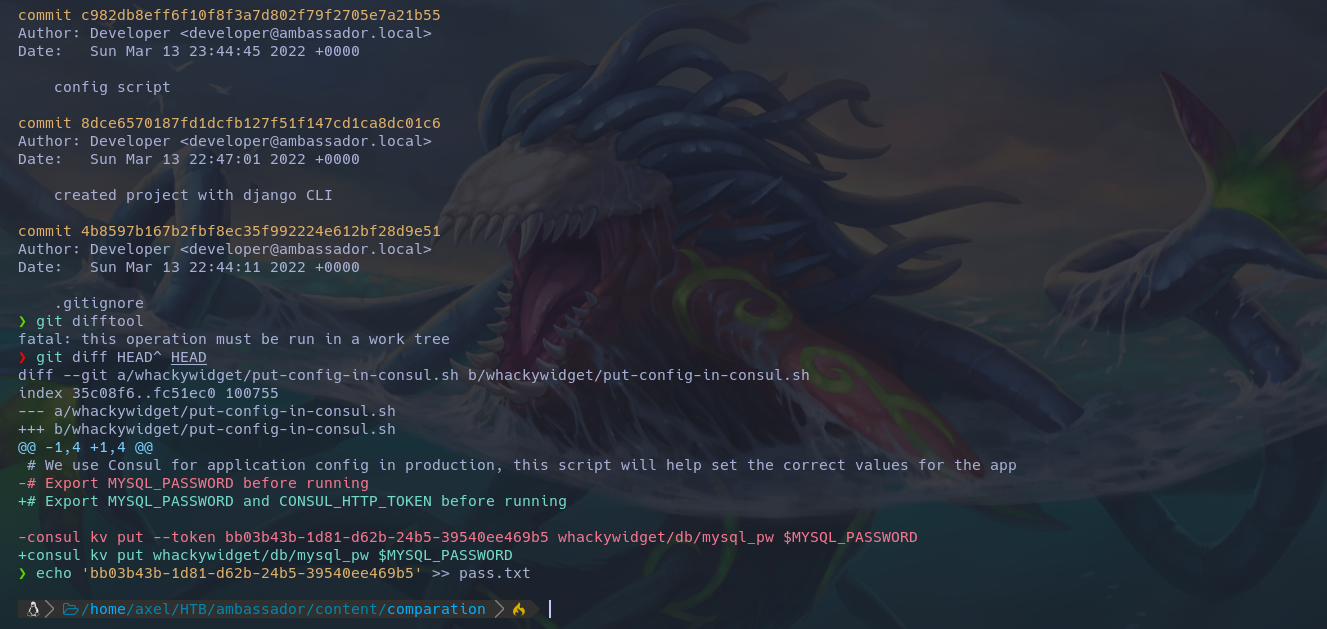 commit c982db8eff6f10f8f3a7d802f79f2705e7a21b55
Author: Developer <developer@ambassador.local>
Date:   Sun Mar 13 23:44:45 2022 +0000
    config script
commit 8dce6570187fd1dcfb127f51f147cd1ca8dc01c6
Author: Developer <developer@ambassador.local>
Date:   Sun Mar 13 22:47:01 2022 +0000
    created project with django CLI
commit 4b8597b167b2fbf8ec35f992224e612bf28d9e51
Author: Developer <developer@ambassador.local>
Date:   Sun Mar 13 22:44:11 2022 +0000
    .gitignore
❯ git difftool
fatal: this operation must be run in a work tree
❯ git diff HEAD^ HEAD
diff --git a/whackywidget/put-config-in-consul.sh b/whackywidget/put-config-in-consul.sh
index 35c08f6..fc51ec0 100755
--- a/whackywidget/put-config-in-consul.sh
+++ b/whackywidget/put-config-in-consul.sh
@@ -1,4 +1,4 @@
 # We use Consul for application config in production, this script will help set the correct values for the app
-# Export MYSQL_PASSWORD before running
+# Export MYSQL_PASSWORD and CONSUL_HTTP_TOKEN before running
-consul kv put --token bb03b43b-1d81-d62b-24b5-39540ee469b5 whackywidget/db/mysql_pw $MYSQL_PASSWORD
+consul kv put whackywidget/db/mysql_pw $MYSQL_PASSWORD
❯ echo 'bb03b43b-1d81-d62b-24b5-39540ee469b5' >> pass.txt
/home/axel/HTB/ambassador/content/comparation